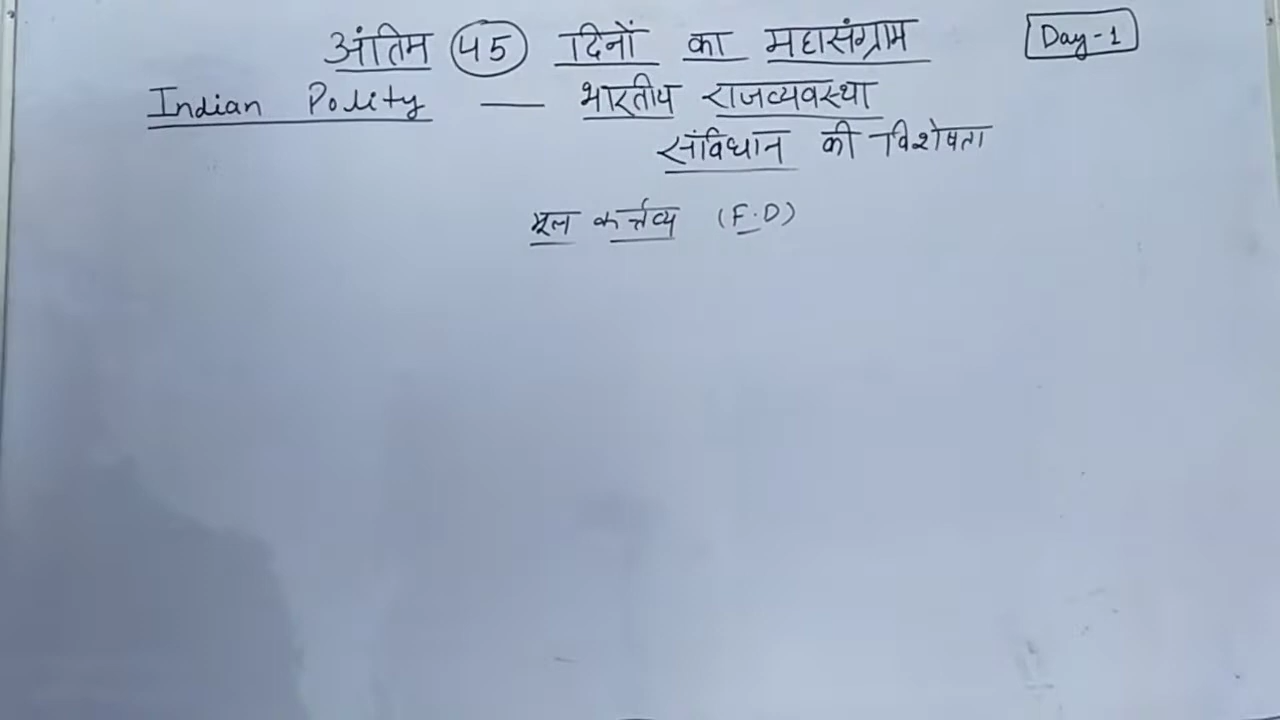 अंतिम 45 दिनों का महासंग्राम
Day-1
Indian Polity — भारतीय राजव्यवस्था
संविधान की विशेषता
मूल कर्त्तव्य (F.D)